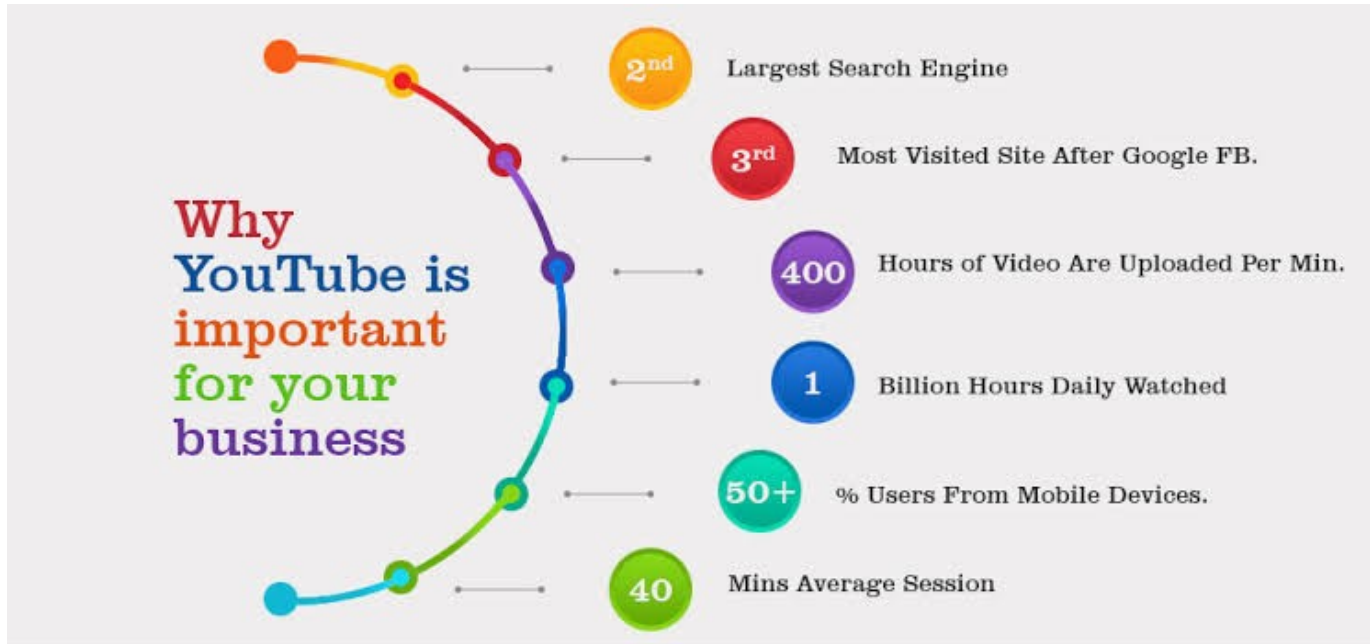 Why
YouTube is
important
for your
business
2nd Largest Search Engine
3rd Most Visited Site After Google FB.
400 Hours of Video Are Uploaded Per Min.
1 Billion Hours Daily Watched
50+ % Users From Mobile Devices.
40 Mins Average Session